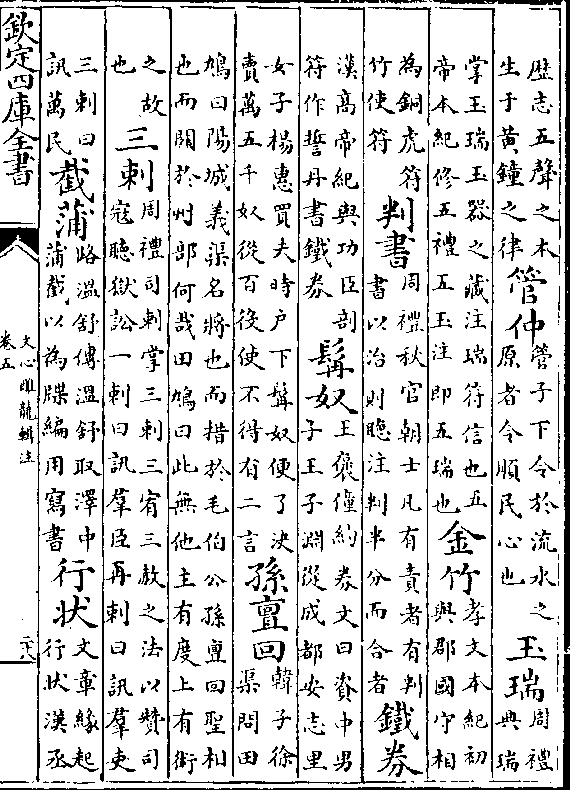 歴志五聲之本生于黃鐘之律管仲管子下令於流水之原者令順民心也玉瑞周禮典瑞
掌玉瑞玉器之藏注瑞符信也五帝本紀修五禮五玉注即五瑞也金竹孝文本紀初與郡國守相
為銅虎符竹使符判書周禮秋官朝士凡有責者有判書以治則聽注判半分而合者鐵券
漢髙帝紀與功臣剖符作誓丹書鐵券髯奴王褒僮約券文曰資中男子王子淵從成都安志里
女子楊惠買夫時戶下髯奴便了決賣萬五千奴從百役使不得有二言孫亶回韓子徐渠問田
鳩曰陽城義渠名將也而措於毛伯公孫亶回聖相也而關於州部何哉田鳩曰此無他主有度上有術
之故也三刺周禮司刺掌三刺三宥三赦之法以贊司寇聽獄訟一刺曰訊羣臣再刺曰訊羣吏
三刺曰訊萬民截蒲路溫舒傳溫舒取澤中蒲截以為牒編用寫書行狀文章緣起行狀漢丞
欽定四庫全書
文心雕龍輯注
卷五
二十八